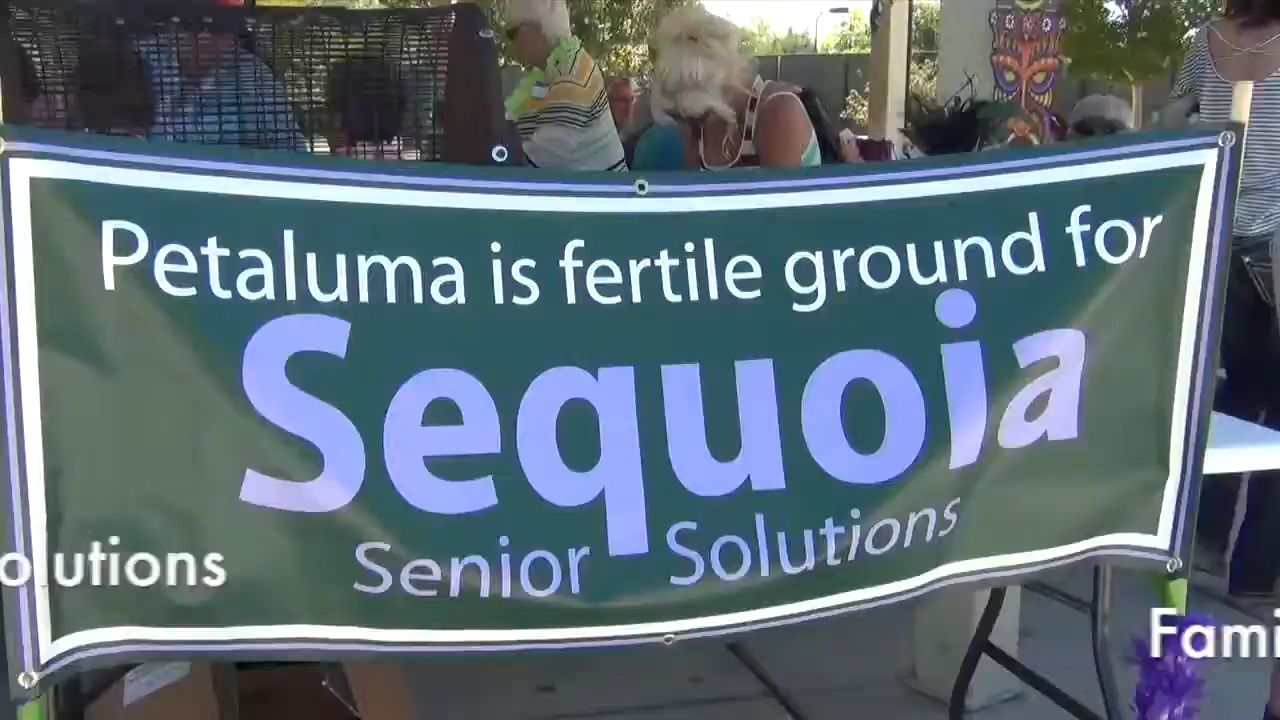 Petaluma is fertile ground for
Sequoia
Senior Solutions
olutions
Fami